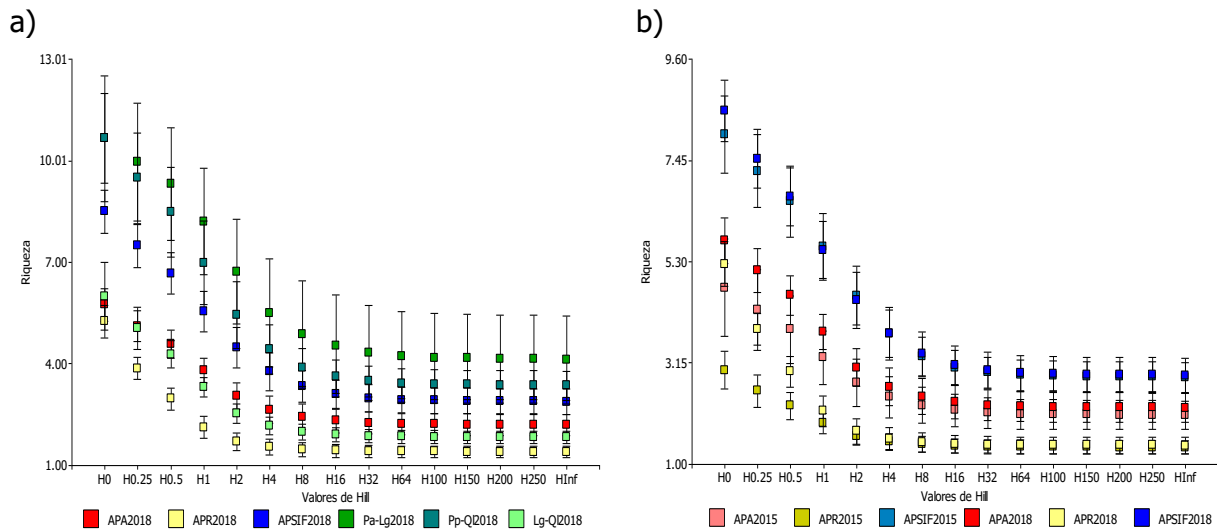 a)
13.01
10.01
7.00
4.00
1.00
Riqueza
H0 H0.25 H0.5 H1 H2 H4 H8 H16 H32 H64 H100 H150 H200 H250 HInf
Valores de Hill
APA2018 APR2018 APSIF2018 Pa-Lg2018 Pp-Ql2018 Lg-Ql2018
b)
9.60
7.45
5.30
3.15
1.00
Riqueza
H0 H0.25 H0.5 H1 H2 H4 H8 H16 H32 H64 H100 H150 H200 H250 HInf
Valores de Hill
APA2015 APR2015 APSIF2015 APA2018 APR2018 APSIF2018